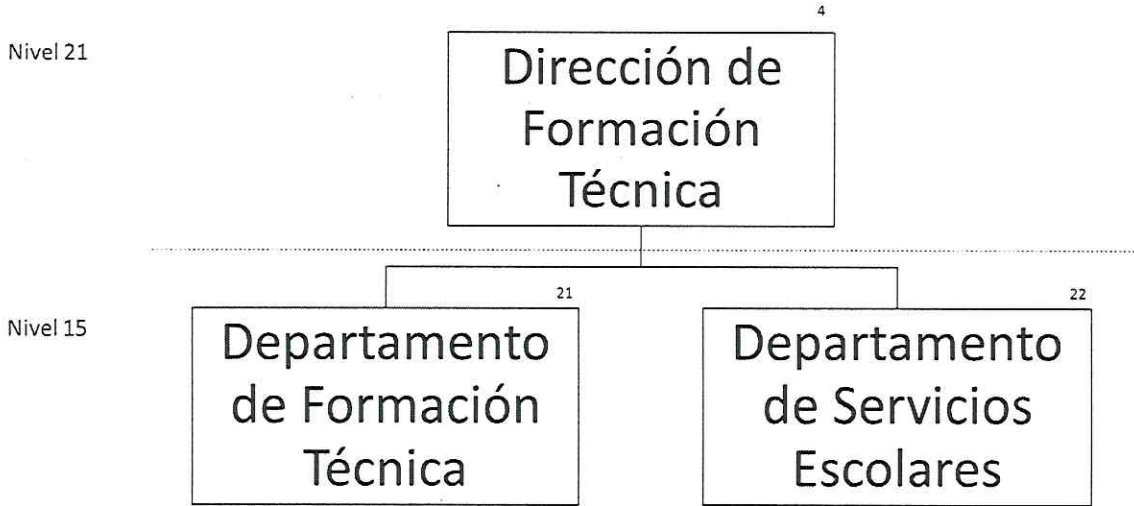 4
Nivel 21
Dirección de
Formación
Técnica
21
22
Nivel 15
Departamento
de Formación
Técnica
Departamento
de Servicios
Escolares